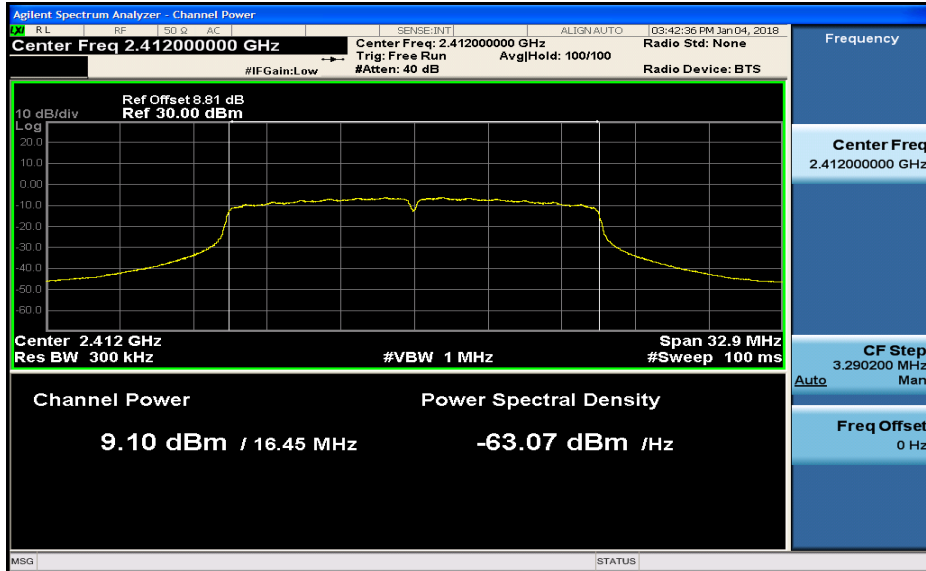 Agilent Spectrum Analyzer - Channel Power
LXI RL RF 50 Ω AC SENSE:INT ALIGN AUTO 03:42:36 PM Jan 04, 2018
Center Freq 2.412000000 GHz
Center Freq: 2.412000000 GHz Radio Std: None
Trig: Free Run Avg|Hold: 100/100
#IFGain:Low #Atten: 40 dB Radio Device: BTS
Ref Offset 8.81 dB
10 dB/div Ref 30.00 dBm
Log
20.0
10.0
0.00
-10.0
-20.0
-30.0
-40.0
-50.0
-60.0
Center 2.412 GHz Span 32.9 MHz
Res BW 300 kHz #VBW 1 MHz #Sweep 100 ms
Channel Power Power Spectral Density
9.10 dBm / 16.45 MHz -63.07 dBm /Hz
MSG STATUS
Frequency
Center Freq
2.412000000 GHz
CF Step
3.290200 MHz
Auto Man
Freq Offset
0 Hz